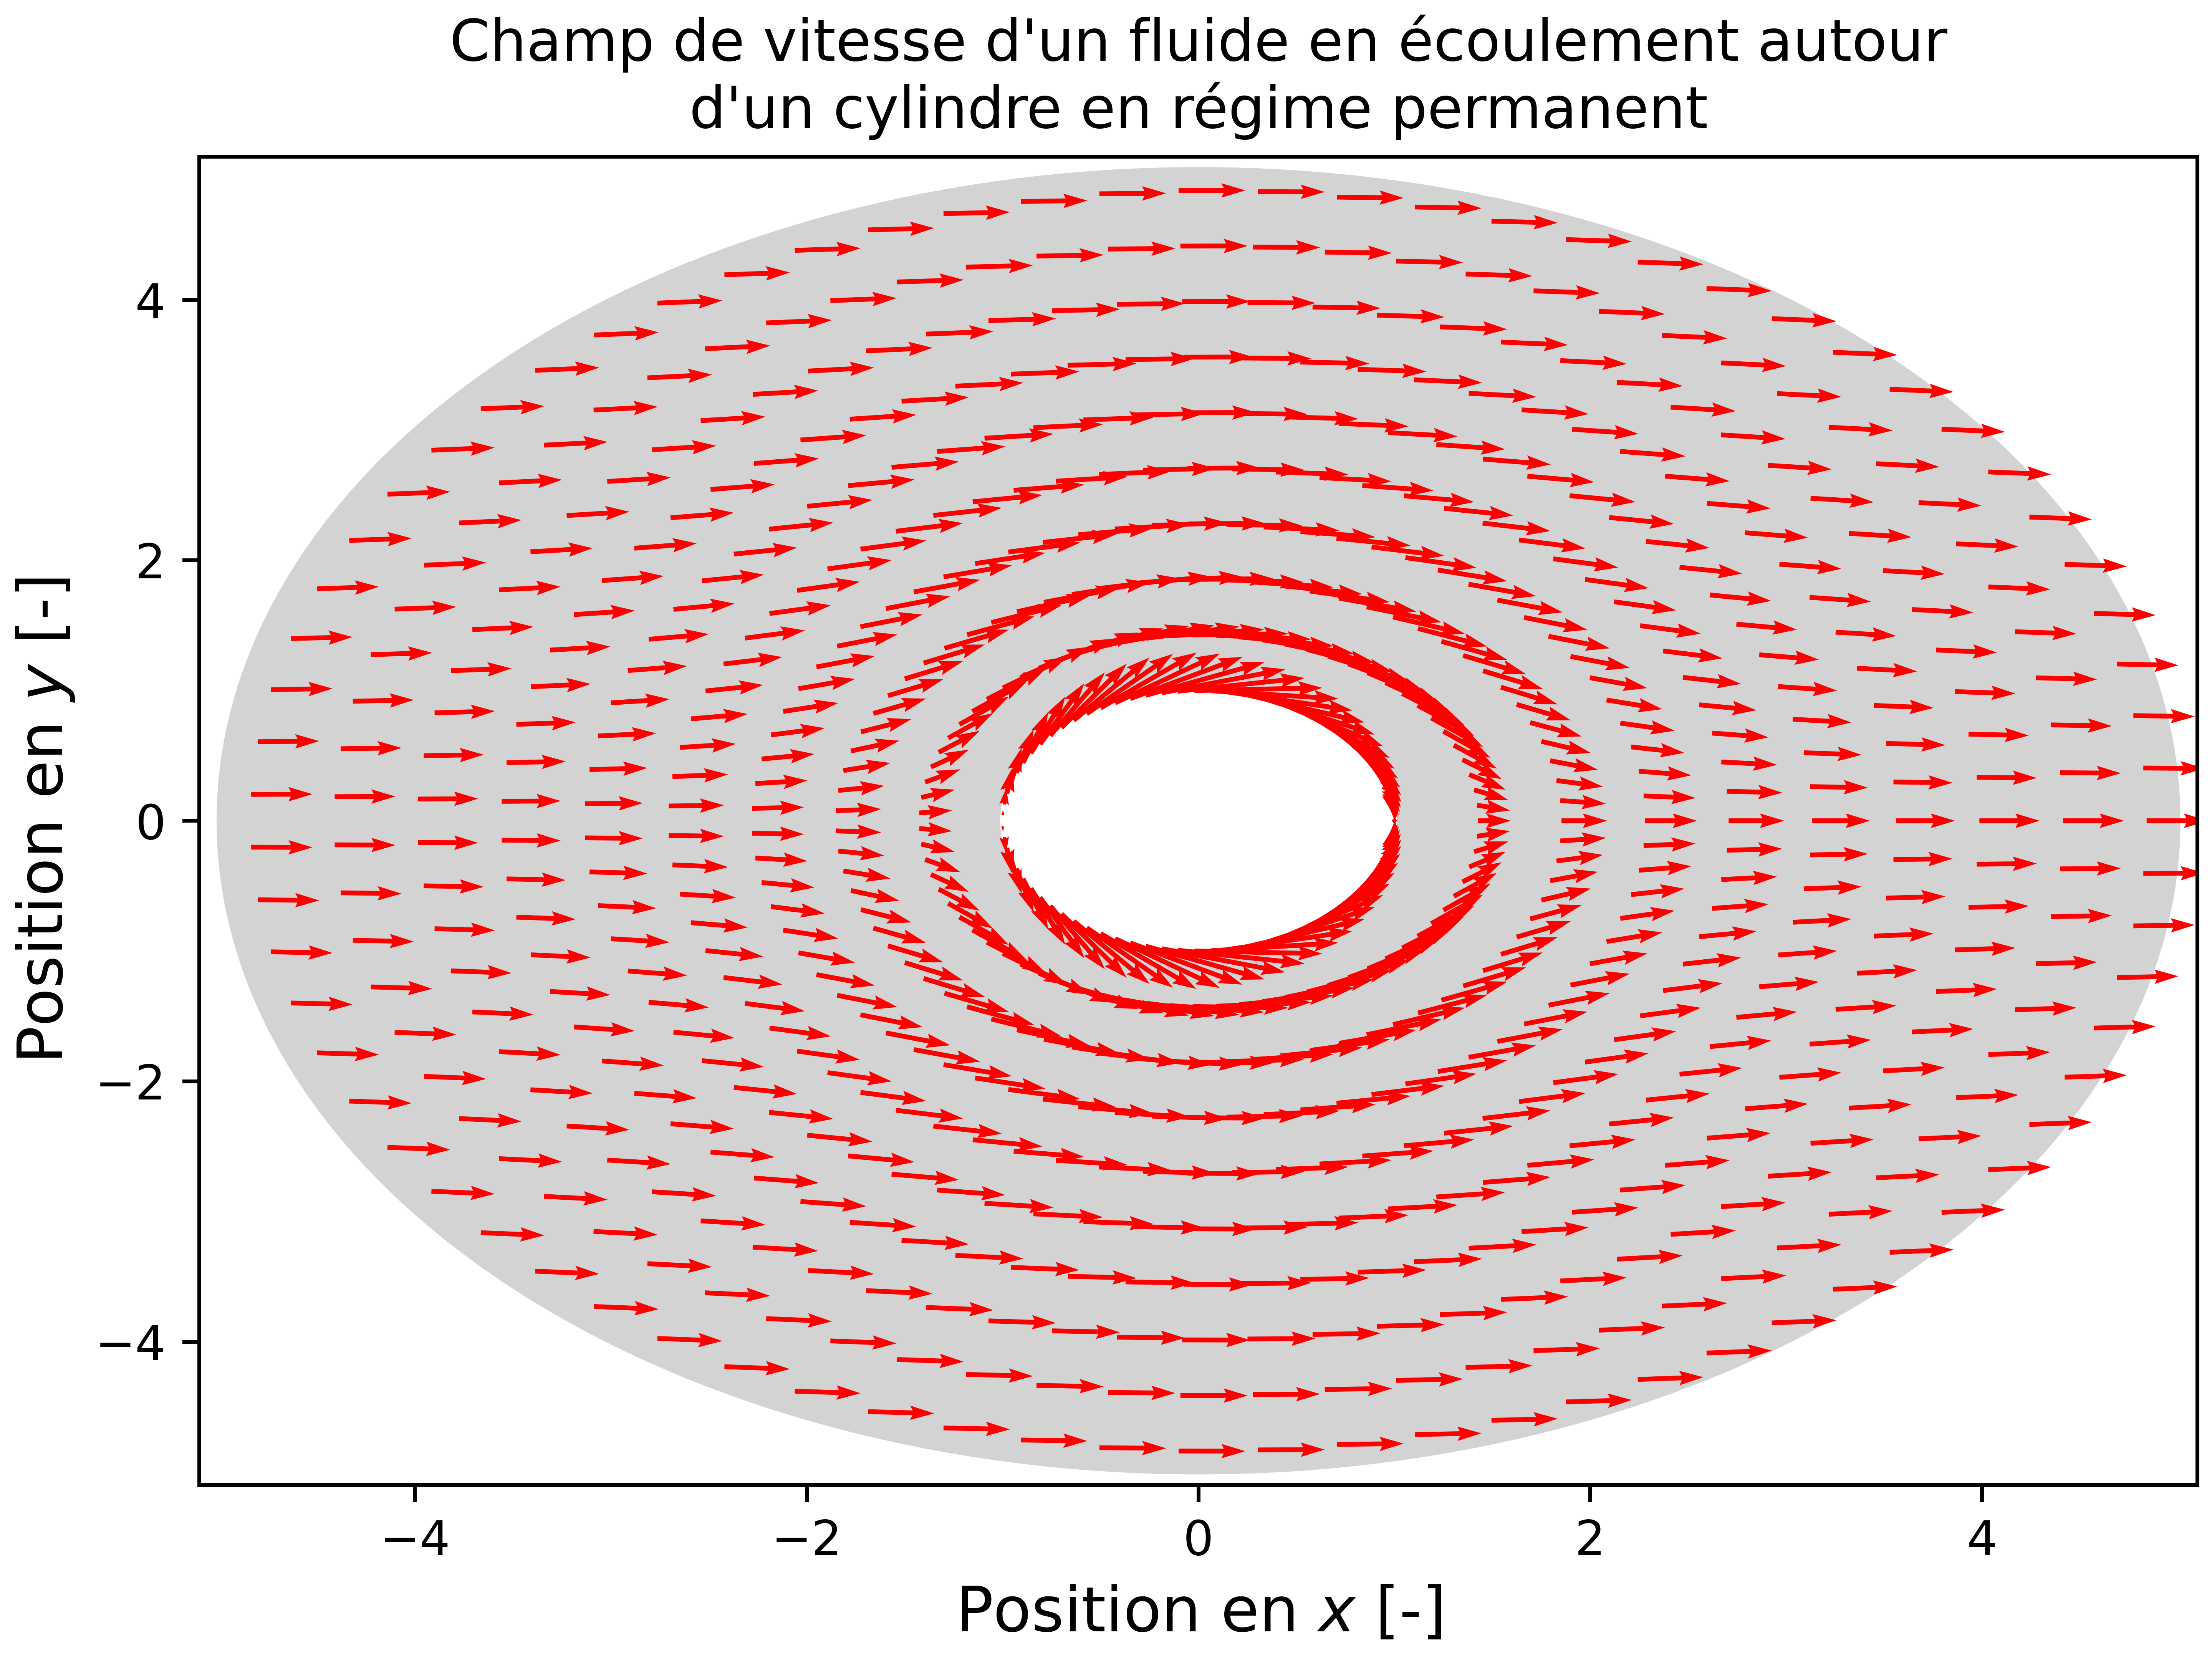 Champ de vitesse d'un fluide en écoulement autour
d'un cylindre en régime permanent
Position en y [-]
4
2
0
−2
−4
−4
−2
0
2
4
Position en x [-]